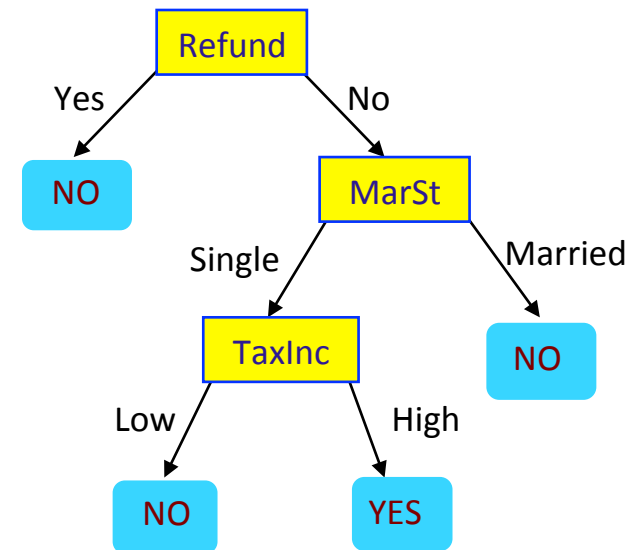 Refund
Yes
No
NO
MarSt
Single
Married
TaxInc
NO
Low
High
NO
YES